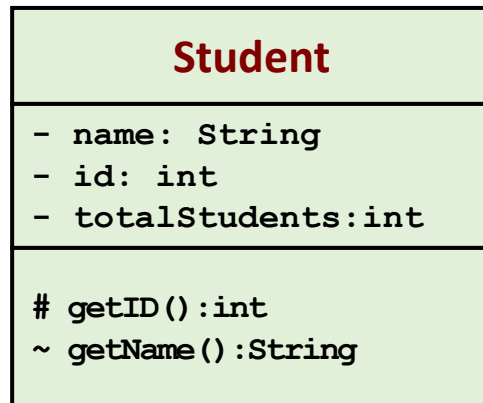 Student
- name: String
- id: int
- totalStudents:int
# getID():int
~ getName():String